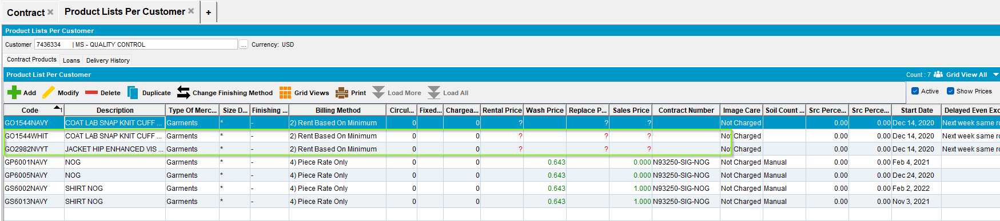 Contract Product Lists Per Customer +
Product Lists Per Customer
Customer 7436334 | MS - QUALITY CONTROL ... Currency: USD
Contract Products Loans Delivery History
Product List Per Customer Count : 7 Grid View All
Add Modify Delete Duplicate Change Finishing Method Grid Views Print Load More Load All Active Show Prices
Code 1 Description Type Of Merc... Size D... Finishing ... Billing Method Circul... Fixed... Chargea... Rental Price Wash Price Replace P... Sales Price Contract Number Image Care Soil Count ... Src Perce... Src Perce... Start Date Delayed Even Exc
GO1544NAVY COAT LAB SNAP KNIT CUFF ... Garments * - 2) Rent Based On Minimum 0 0 ? ? ? Not Charged 0.00 0.00 Dec 14, 2020 Next week same ro
GO1544WHIT COAT LAB SNAP KNIT CUFF ... Garments * - 2) Rent Based On Minimum 0 0 ? ? ? Not Charged 0.00 0.00 Dec 14, 2020 Next week same ro
GO2982NVYT JACKET HIP ENHANCED VIS ... Garments * - 2) Rent Based On Minimum 0 0 ? ? ? Not Charged 0.00 0.00 Dec 14, 2020 Next week same ro
GP6001NAVY NOG Garments * - 4) Piece Rate Only 0 0 0.643 0.000 N93250-SIG-NOG Not Charged Manual 0.00 0.00 Feb 4, 2021
GP6005NAVY NOG Garments * - 4) Piece Rate Only 0 0 0.643 0.000 N93250-SIG-NOG Not Charged Manual 0.00 0.00 Dec 24, 2020
GS6002NAVY SHIRT NOG Garments * - 4) Piece Rate Only 0 0 0.643 1.000 N93250-SIG-NOG Not Charged Manual 0.00 0.00 Feb 2, 2022
GS6013NAVY SHIRT NOG Garments * - 4) Piece Rate Only 0 0 0.643 1.000 N93250-SIG-NOG Not Charged Manual 0.00 0.00 Nov 3, 2021